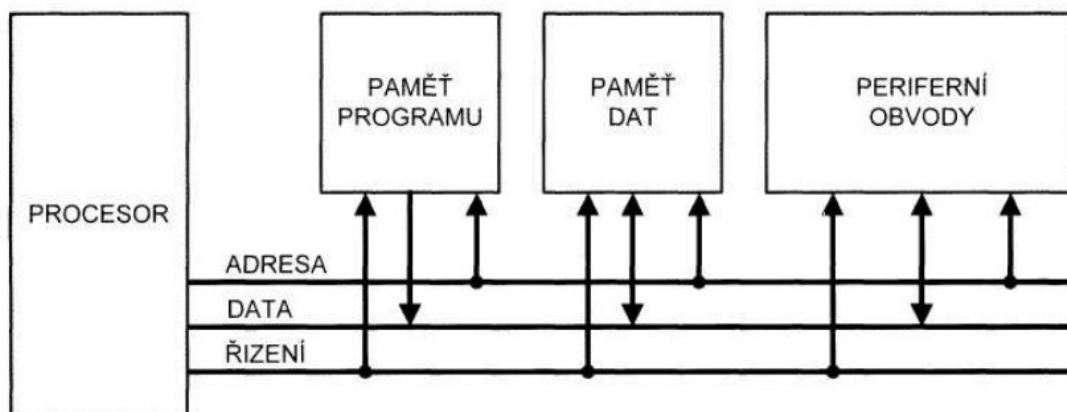 PROCESOR
PAMĚŤ
PROGRAMU
PAMĚŤ
DAT
PERIFERNÍ
OBVODY
ADRESA
DATA
ŘIZENÍ